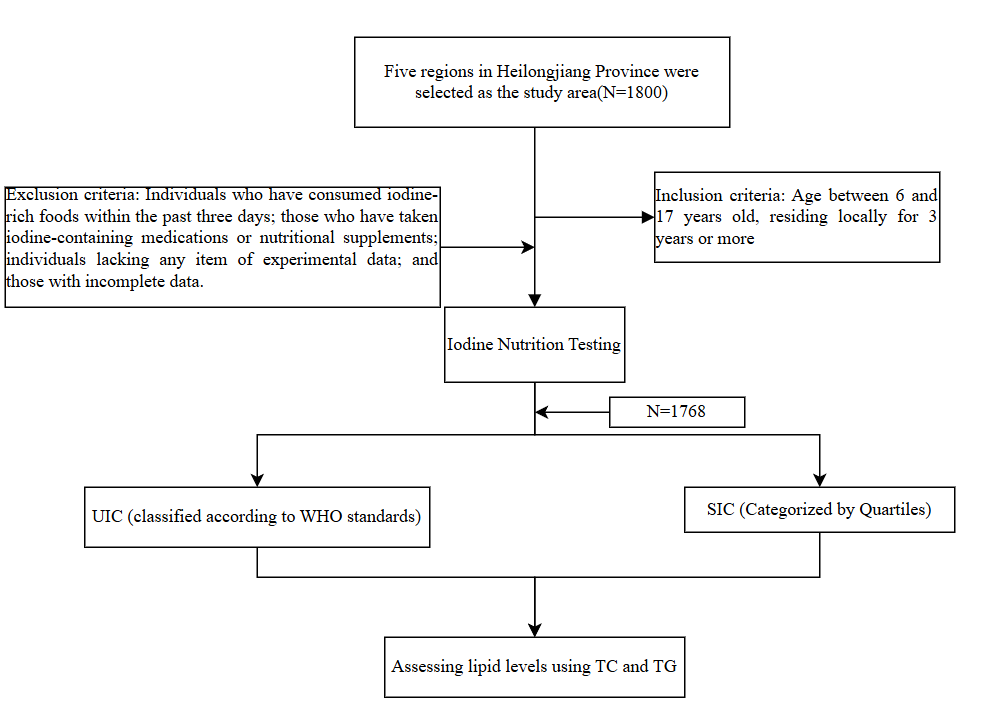 Five regions in Heilongjiang Province were
selected as the study area(N=1800)
Exclusion criteria: Individuals who have consumed iodine-
rich foods within the past three days; those who have taken
iodine-containing medications or nutritional supplements;
individuals lacking any item of experimental data; and
those with incomplete data.
Inclusion criteria: Age between 6 and
17 years old, residing locally for 3
years or more
Iodine Nutrition Testing
N=1768
UIC (classified according to WHO standards)
SIC (Categorized by Quartiles)
Assessing lipid levels using TC and TG